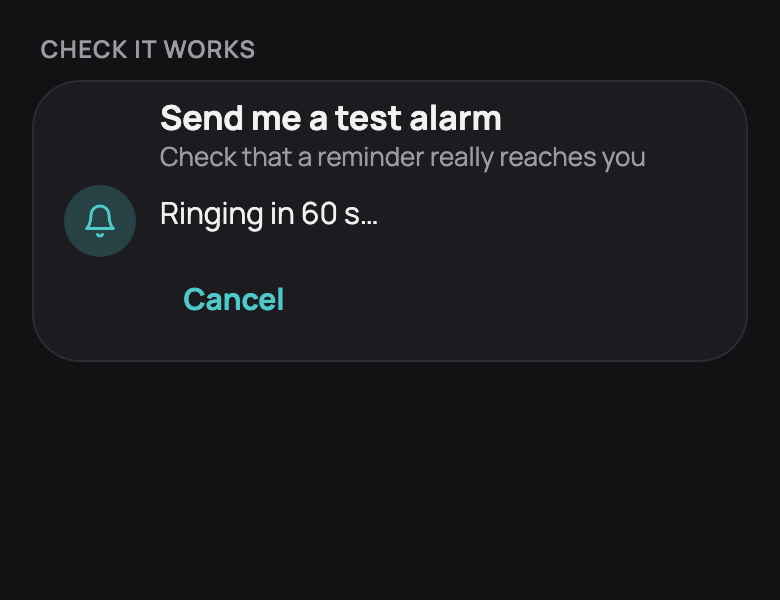 CHECK IT WORKS
Send me a test alarm
Check that a reminder really reaches you
Ringing in 60 s…
Cancel